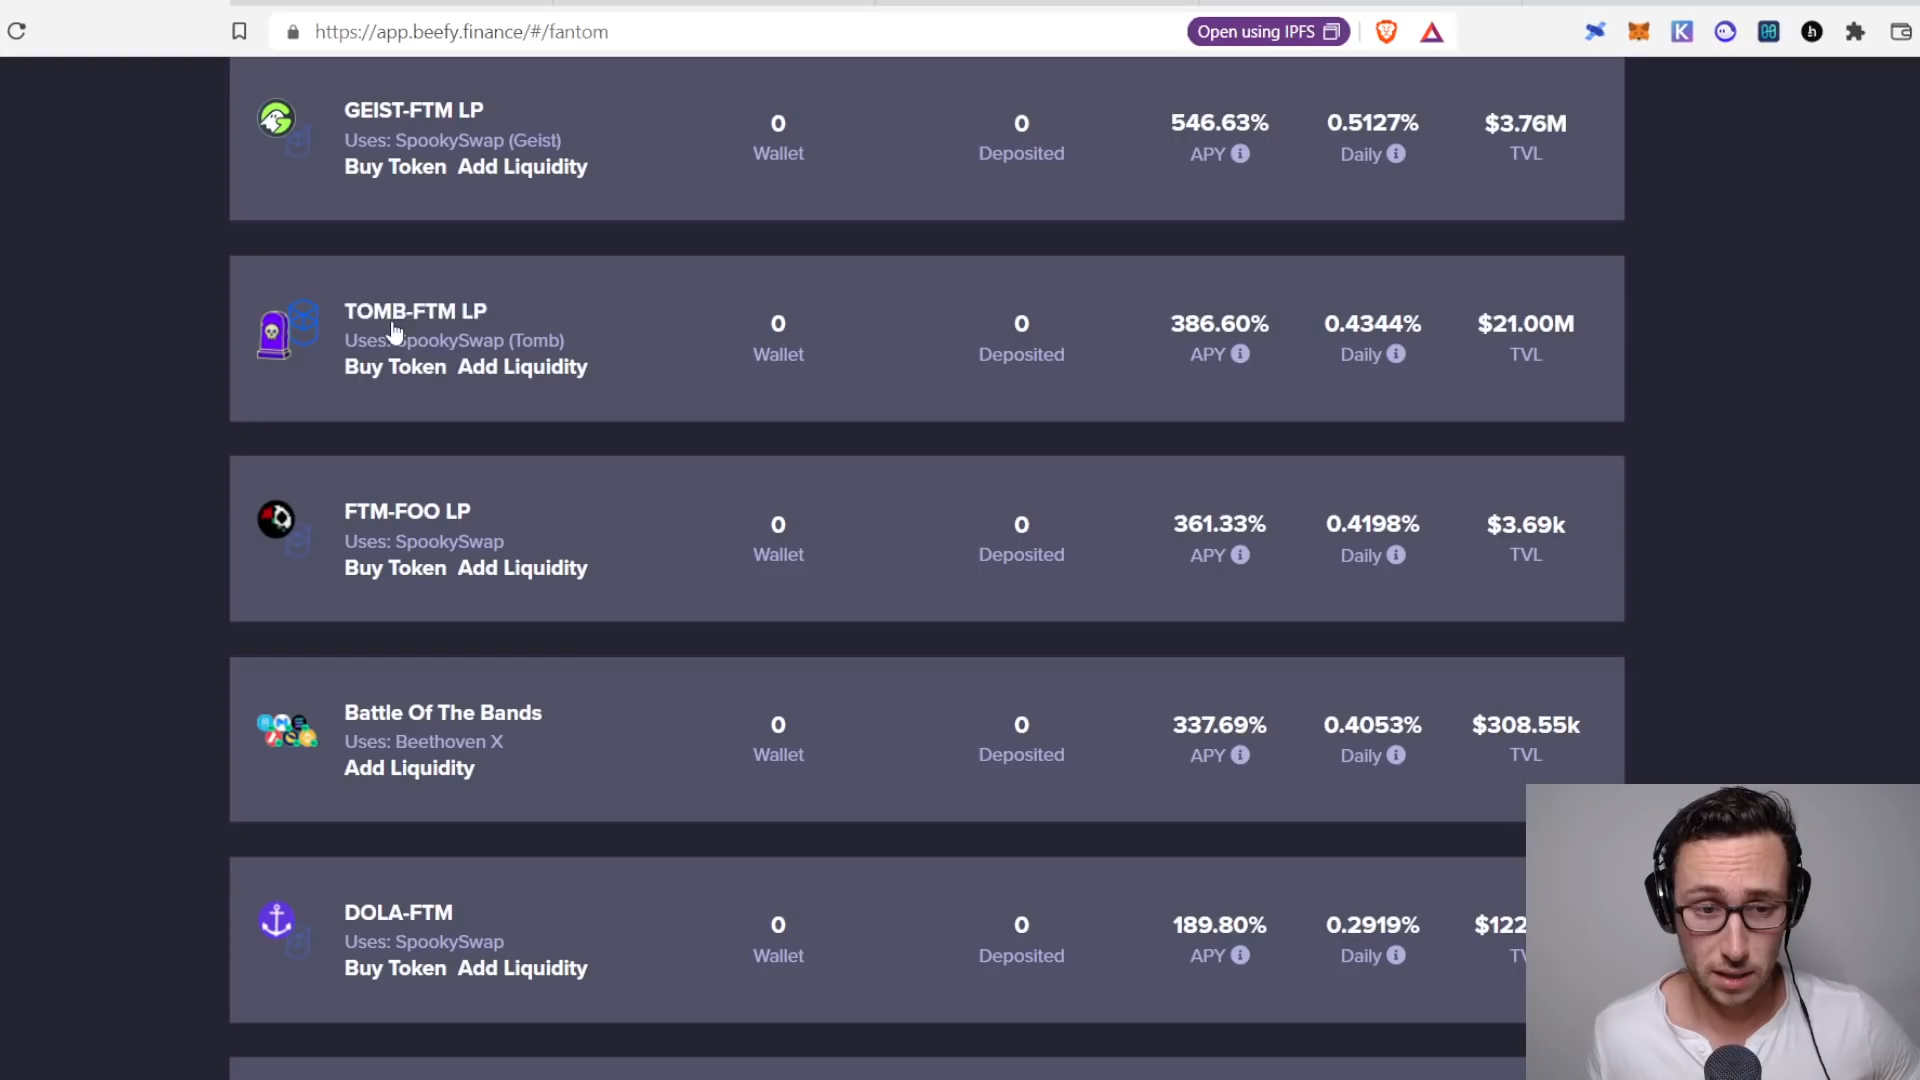 https://app.beefy.finance/#/fantom
Open using IPFS
GEIST-FTM LP
Uses: SpookySwap (Geist)
Buy Token Add Liquidity
0
Wallet
0
Deposited
546.63%
APY
0.5127%
Daily
$3.76M
TVL
TOMB-FTM LP
Uses: SpookySwap (Tomb)
Buy Token Add Liquidity
0
Wallet
0
Deposited
386.60%
APY
0.4344%
Daily
$21.00M
TVL
FTM-FOO LP
Uses: SpookySwap
Buy Token Add Liquidity
0
Wallet
0
Deposited
361.33%
APY
0.4198%
Daily
$3.69k
TVL
Battle Of The Bands
Uses: Beethoven X
Add Liquidity
0
Wallet
0
Deposited
337.69%
APY
0.4053%
Daily
$308.55k
TVL
DOLA-FTM
Uses: SpookySwap
Buy Token Add Liquidity
0
Wallet
0
Deposited
189.80%
APY
0.2919%
Daily
$122